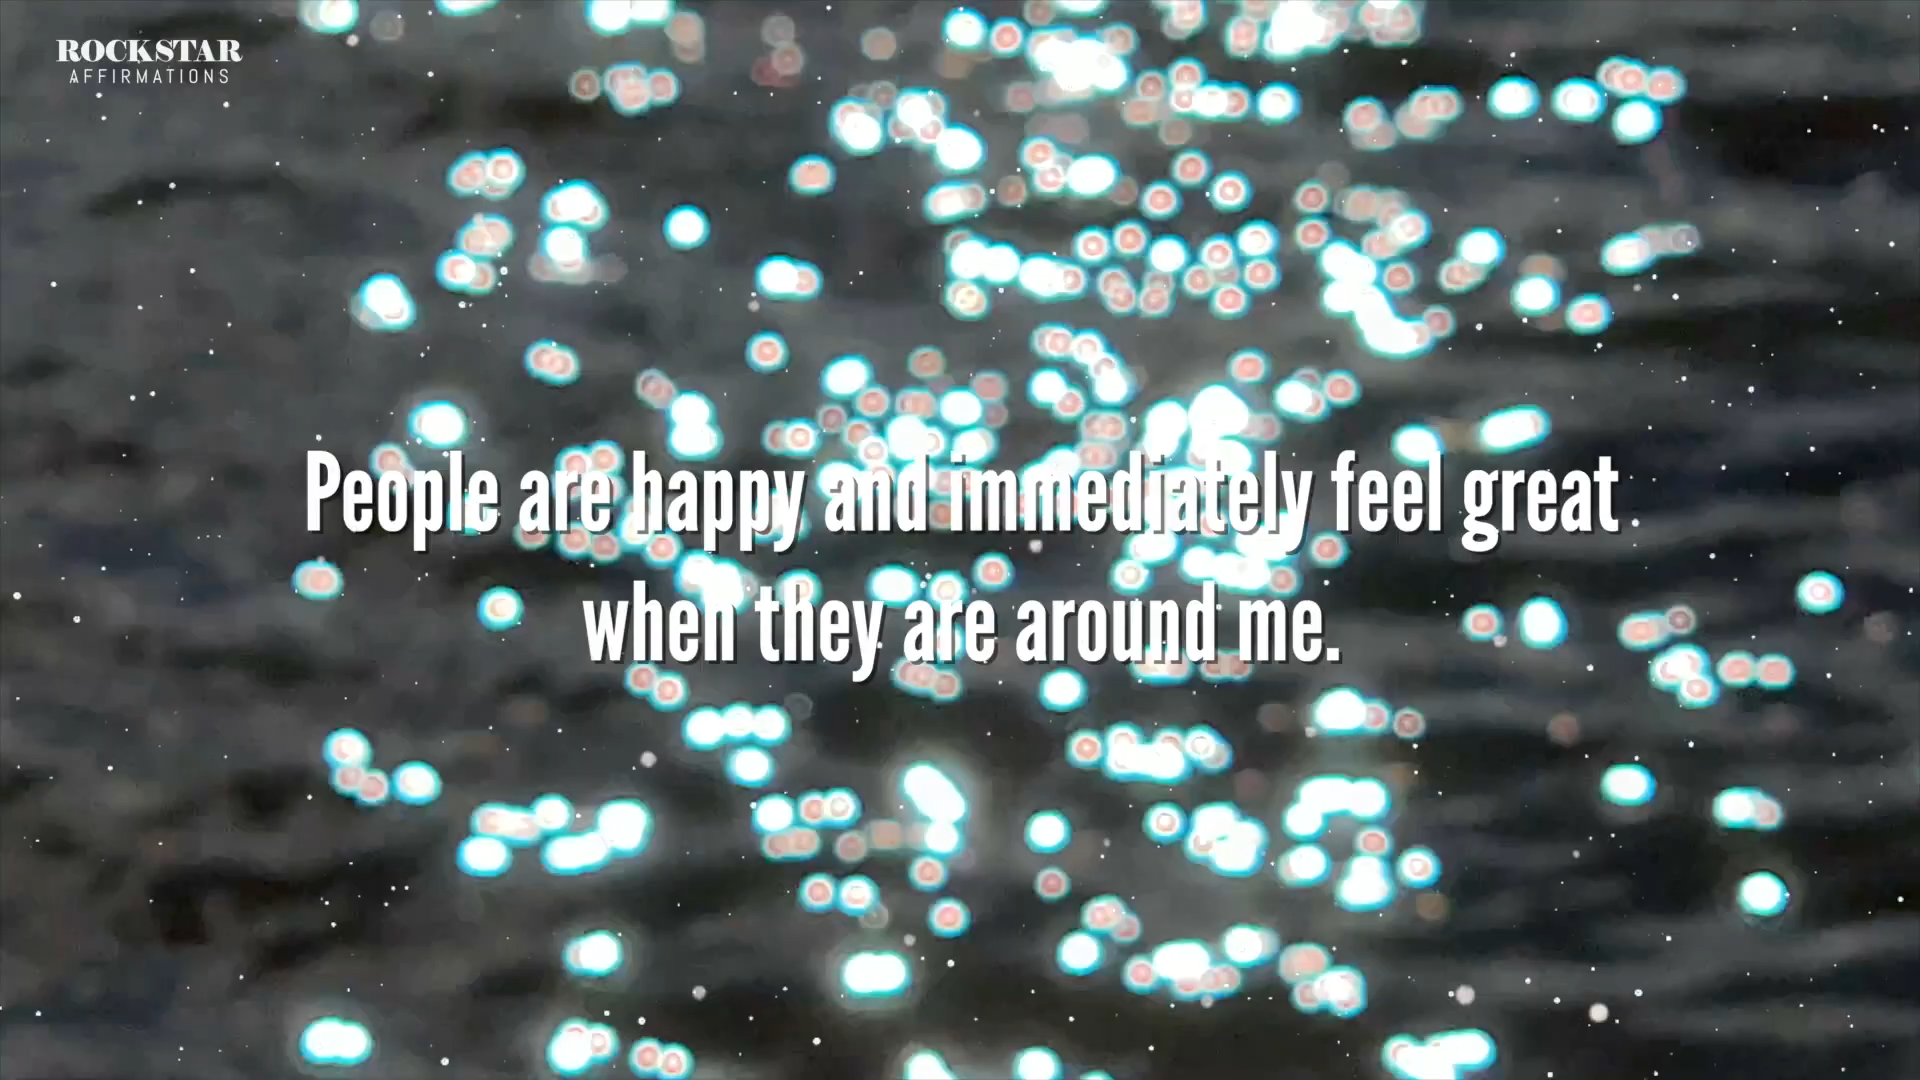 ROCKSTAR
AFFIRMATIONS
People are happy and immediately feel great
when they are around me.